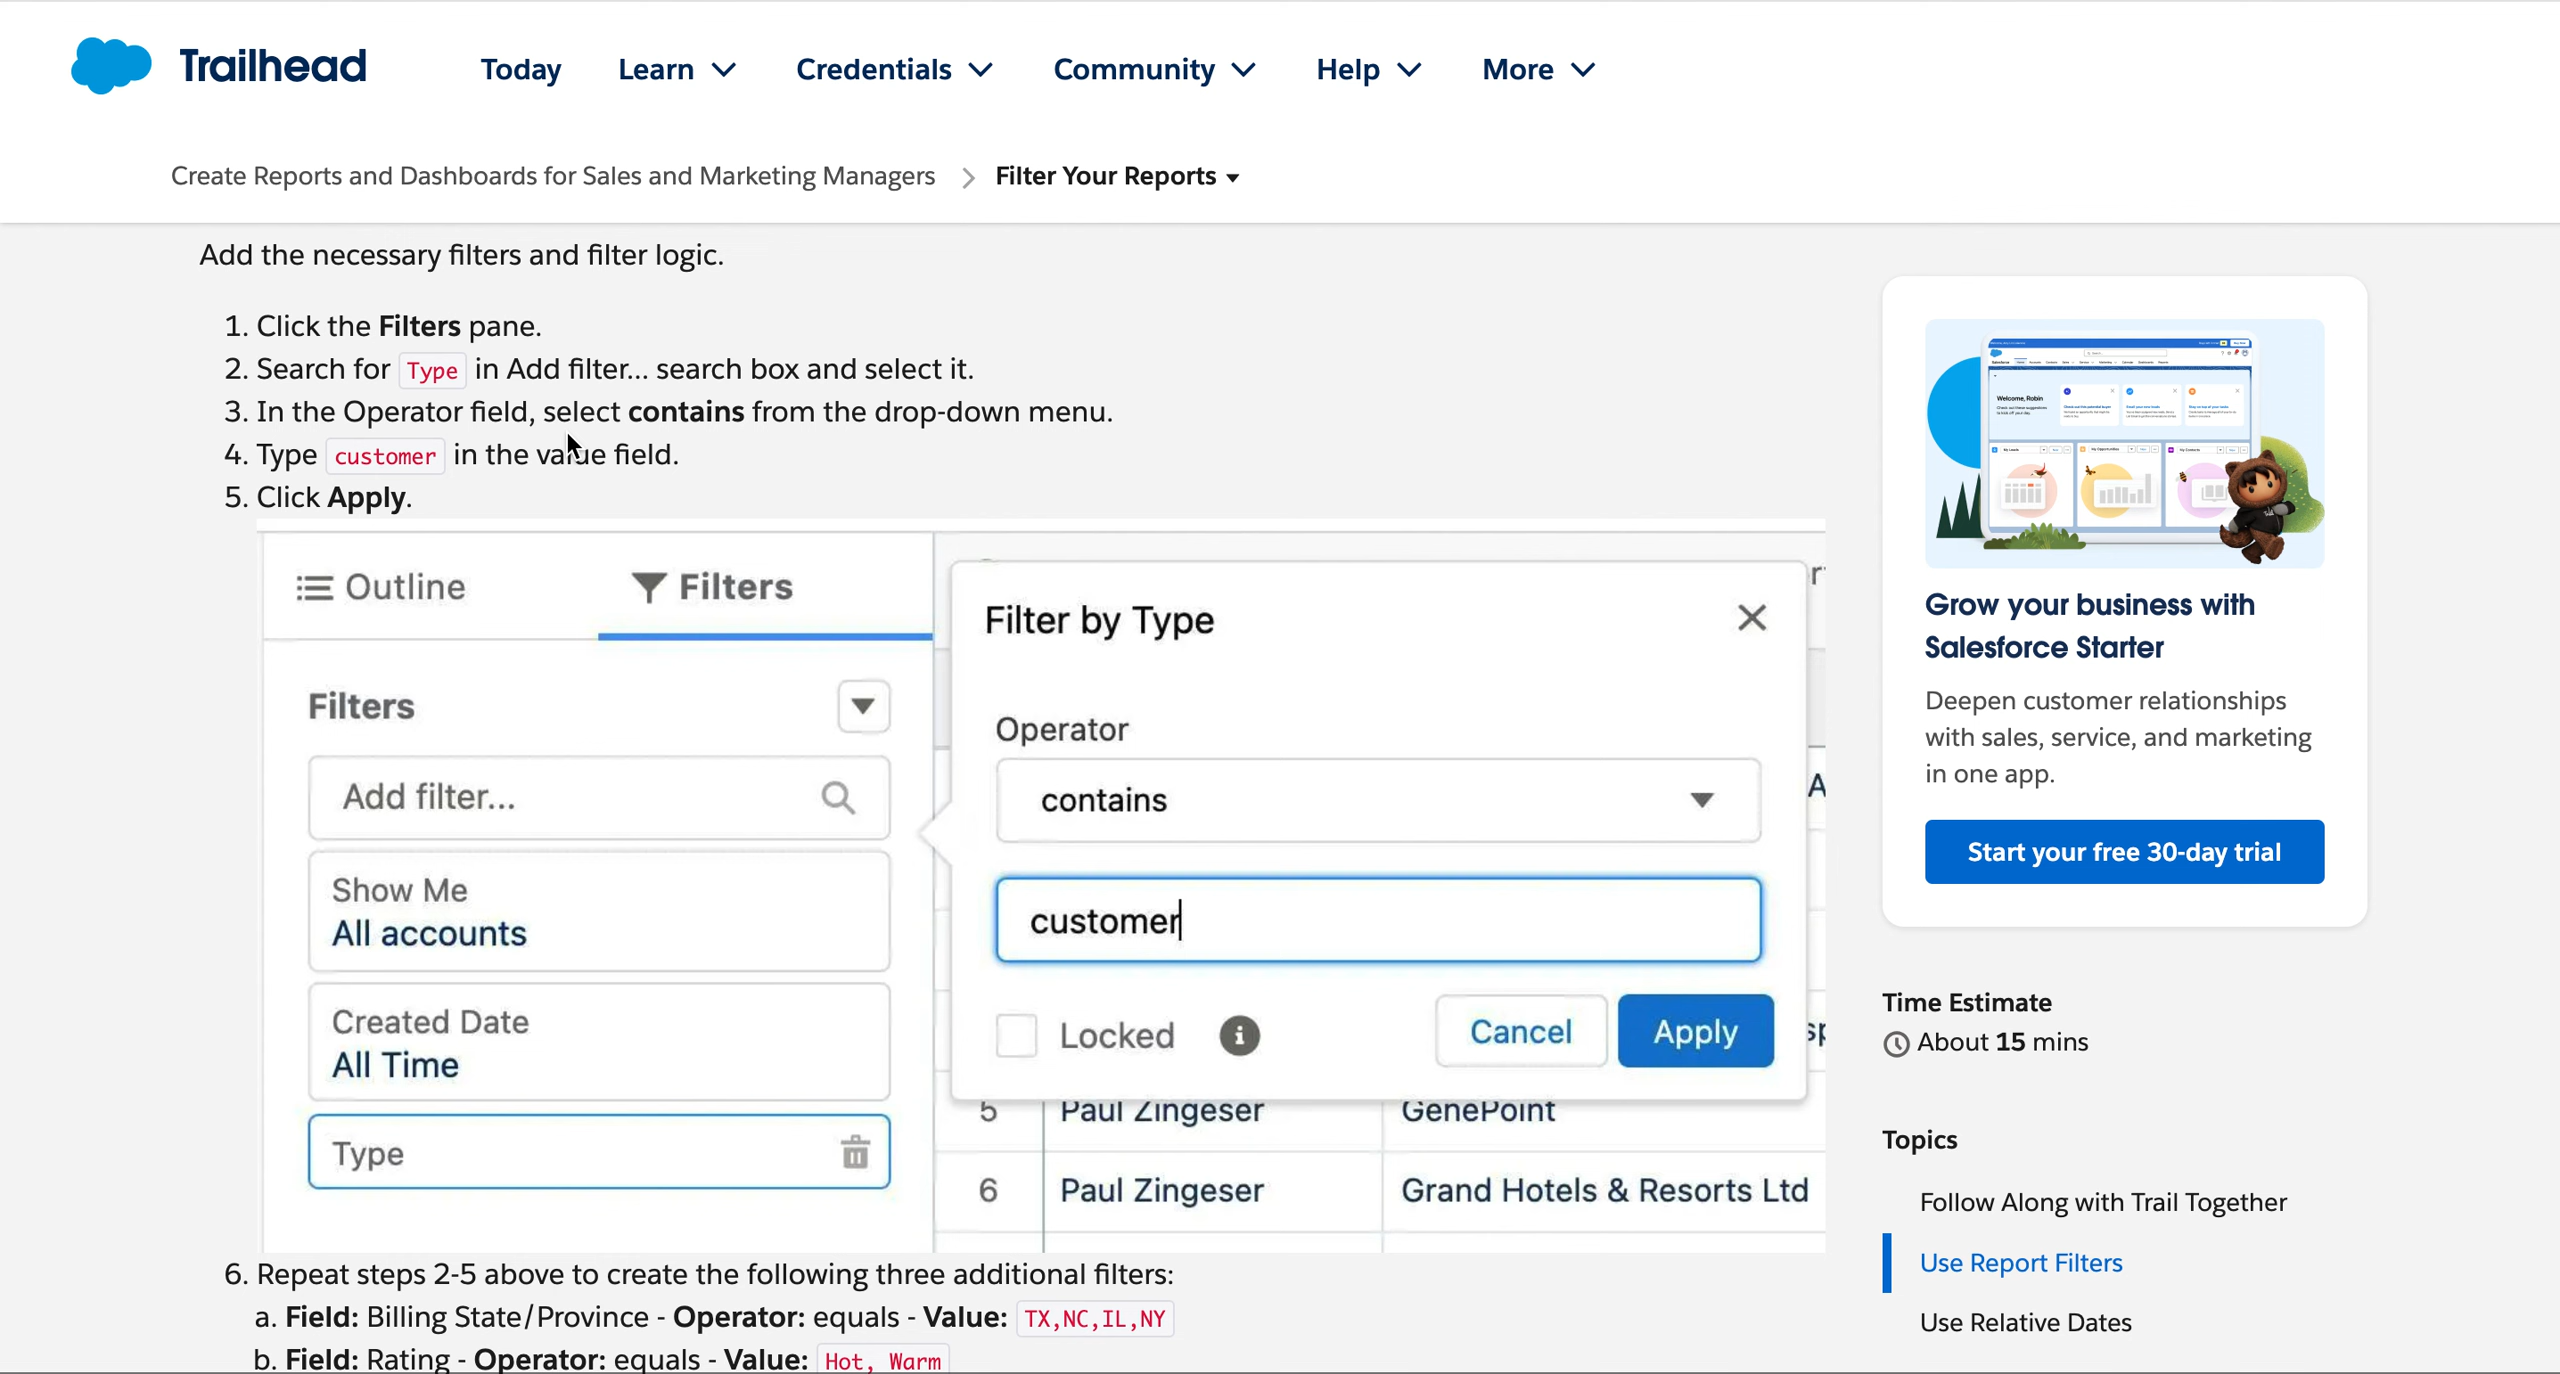 Trailhead
Today
Learn
Credentials
Community
Help
More
Create Reports and Dashboards for Sales and Marketing Managers
Filter Your Reports
Add the necessary filters and filter logic.
1. Click the Filters pane.
2. Search for Type in Add filter... search box and select it.
3. In the Operator field, select contains from the drop-down menu.
4. Type customer in the value field.
5. Click Apply.
Outline
Filters
Filters
Add filter...
Show Me
All accounts
Created Date
All Time
Type
Filter by Type
Operator
contains
customer
Locked
Cancel
Apply
5 Paul Zingeser GenePoint
6 Paul Zingeser Grand Hotels & Resorts Ltd
6. Repeat steps 2-5 above to create the following three additional filters:
a. Field: Billing State/Province - Operator: equals - Value: TX,NC,IL,NY
b. Field: Rating - Operator: equals - Value: Hot, Warm
Welcome, Robin
Grow your business with
Salesforce Starter
Deepen customer relationships
with sales, service, and marketing
in one app.
Start your free 30-day trial
Time Estimate
About 15 mins
Topics
Follow Along with Trail Together
Use Report Filters
Use Relative Dates